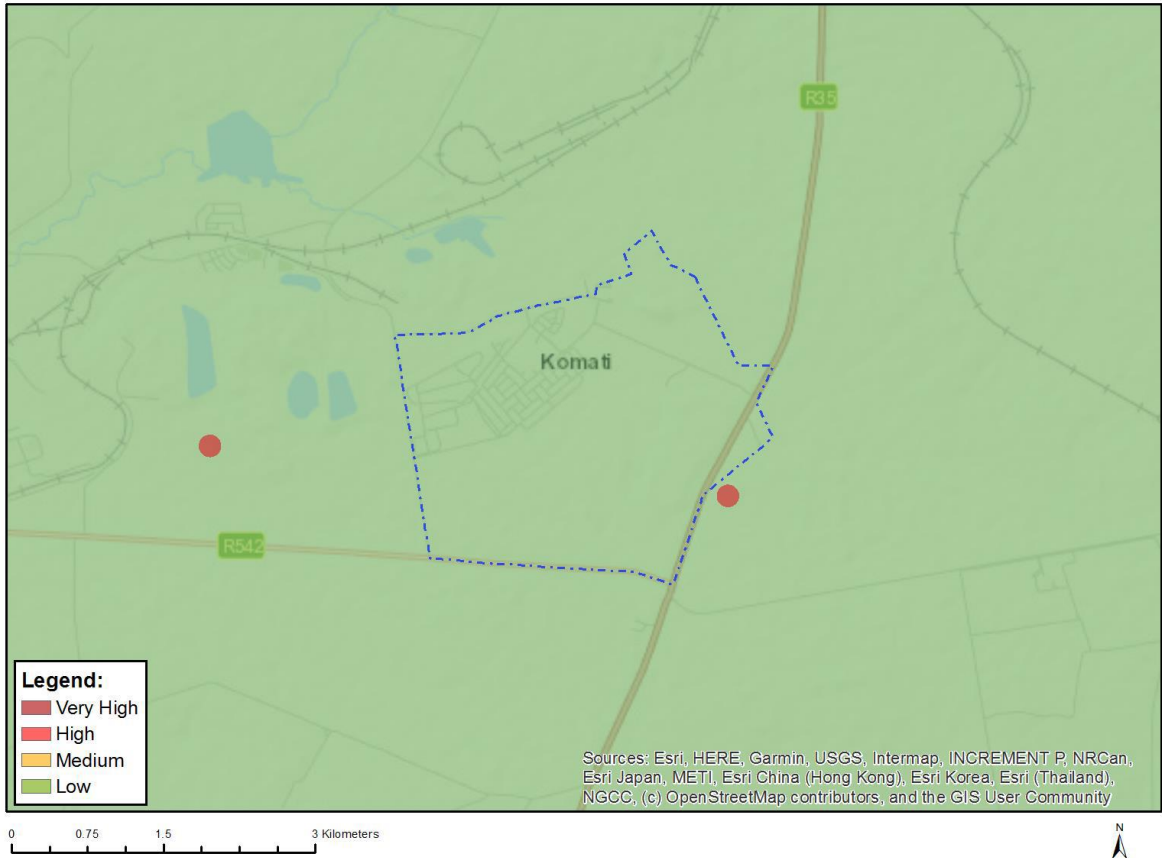 R35
Komati
R542
Legend:
Very High
High
Medium
Low
Sources: Esri, HERE, Garmin, USGS, Intermap, INCREMENT P, NRCan,
Esri Japan, METI, Esri China (Hong Kong), Esri Korea, Esri (Thailand),
NGCC, (c) OpenStreetMap contributors, and the GIS User Community
0 0.75 1.5 3 Kilometers
N